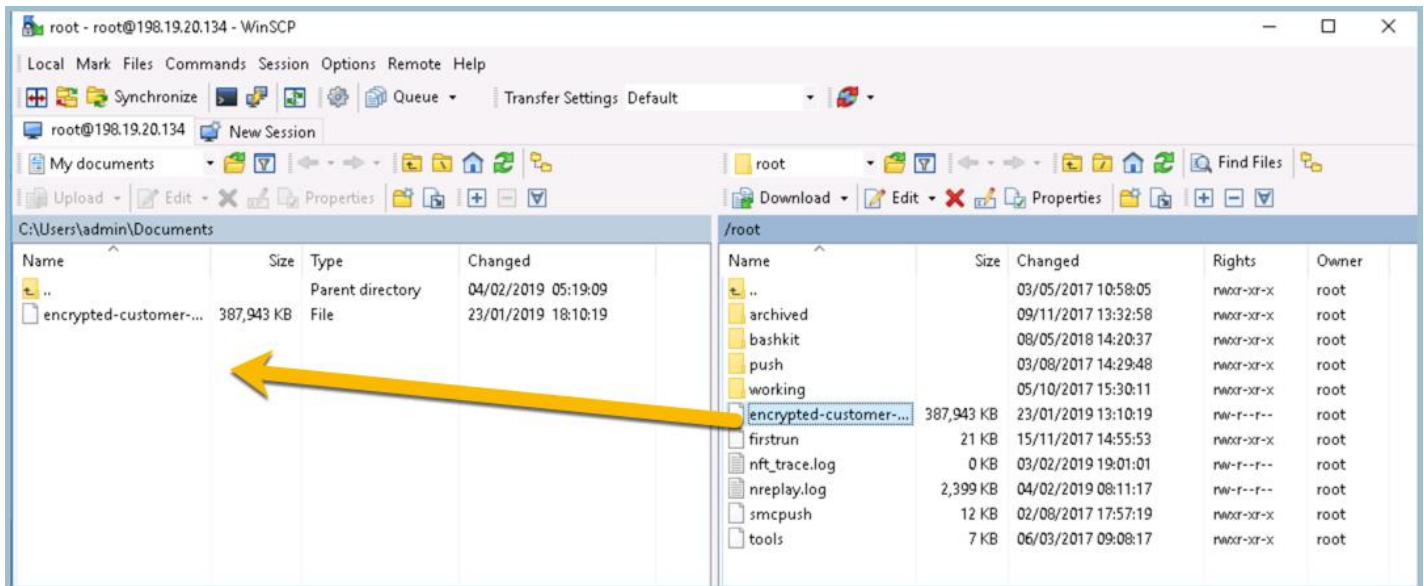 root - root@198.19.20.134 - WinSCP
Local Mark Files Commands Session Options Remote Help
Synchronize Queue Transfer Settings Default
root@198.19.20.134 New Session
My documents root Find Files
Upload Edit Properties Download Edit Properties
C:\Users\admin\Documents /root
Name Size Type Changed Name Size Changed Rights Owner
.. Parent directory 04/02/2019 05:19:09 .. 03/05/2017 10:58:05 rwxr-xr-x root
encrypted-customer-... 387,943 KB File 23/01/2019 18:10:19 archived 09/11/2017 13:32:58 rwxr-xr-x root
bashkit 08/05/2018 14:20:37 rwxr-xr-x root
push 03/08/2017 14:29:48 rwxr-xr-x root
working 05/10/2017 15:30:11 rwxr-xr-x root
encrypted-customer-... 387,943 KB 23/01/2019 13:10:19 rw-r--r-- root
firstrun 21 KB 15/11/2017 14:55:53 rwxr-xr-x root
nft_trace.log 0 KB 03/02/2019 19:01:01 rw-r--r-- root
nreplay.log 2,399 KB 04/02/2019 08:11:17 rw-r--r-- root
smcpush 12 KB 02/08/2017 17:57:19 rwxr-xr-x root
tools 7 KB 06/03/2017 09:08:17 rwxr-xr-x root